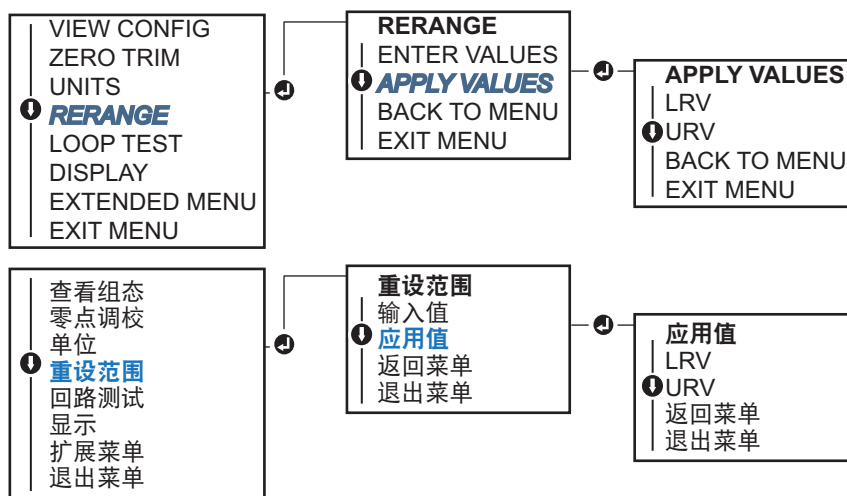 VIEW CONFIG
ZERO TRIM
UNITS
RERANGE
LOOP TEST
DISPLAY
EXTENDED MENU
EXIT MENU
RERANGE
ENTER VALUES
APPLY VALUES
BACK TO MENU
EXIT MENU
APPLY VALUES
LRV
URV
BACK TO MENU
EXIT MENU
查看组态
零点调校
单位
重设范围
回路测试
显示
扩展菜单
退出菜单
重设范围
输入值
应用值
返回菜单
退出菜单
应用值
LRV
URV
返回菜单
退出菜单